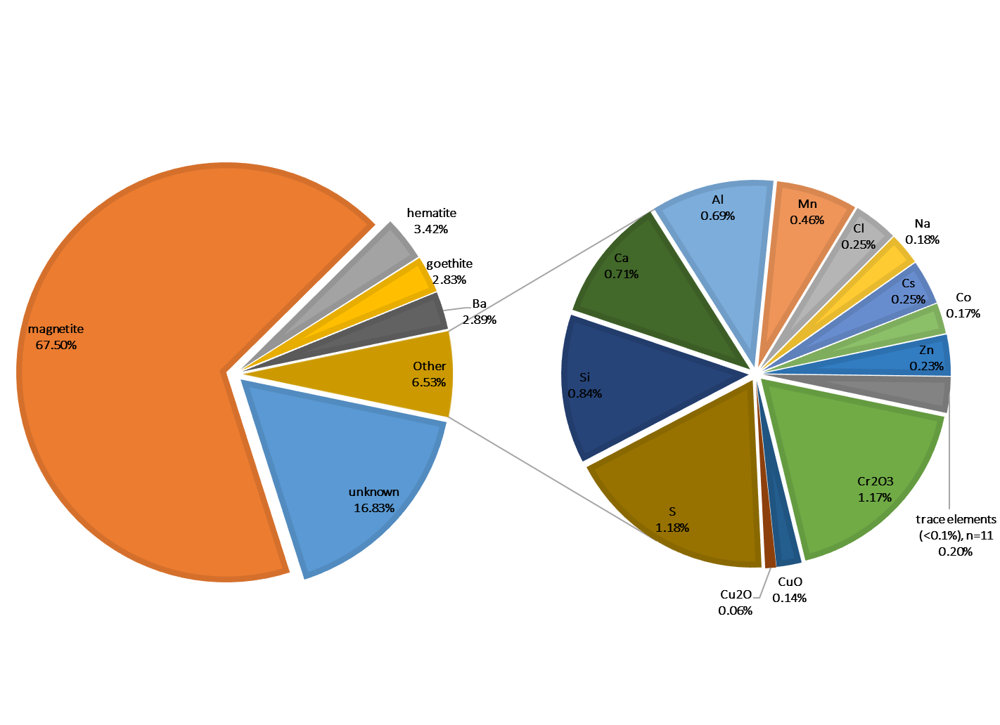 hematite
3.42%
goethite
2.83%
Ba
2.89%
magnetite
67.50%
Other
6.53%
unknown
16.83%
Al
0.69%
Mn
0.46%
Cl
0.25%
Na
0.18%
Cs
0.25%
Co
0.17%
Zn
0.23%
Ca
0.71%
Si
0.84%
S
1.18%
Cr2O3
1.17%
trace elements
(<0.1%), n=11
0.20%
CuO
0.14%
Cu2O
0.06%